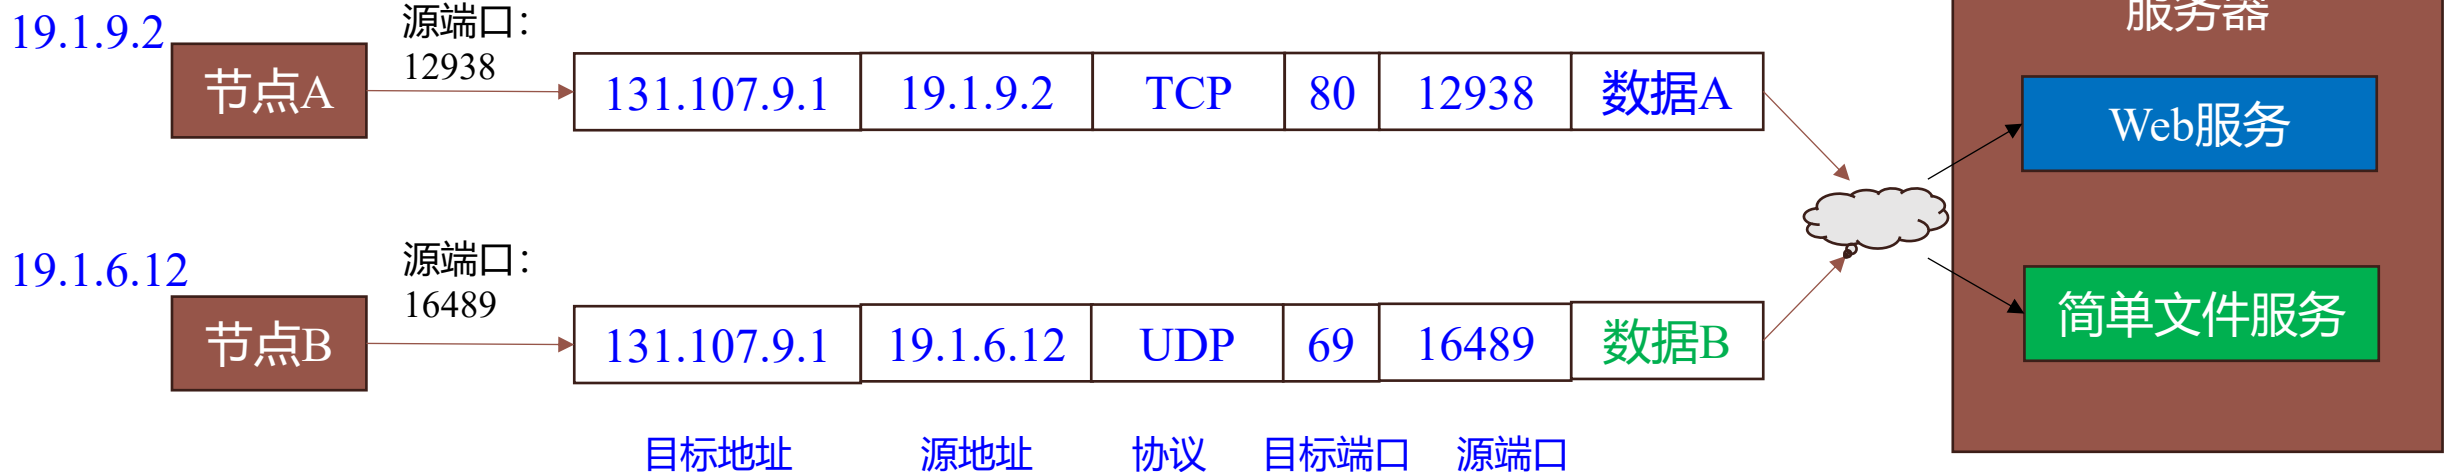 服务器
19.1.9.2
源端口：
12938
节点A
131.107.9.1 19.1.9.2 TCP 80 12938 数据A
Web服务
19.1.6.12
源端口：
16489
节点B
131.107.9.1 19.1.6.12 UDP 69 16489 数据B
简单文件服务
目标地址 源地址 协议 目标端口 源端口